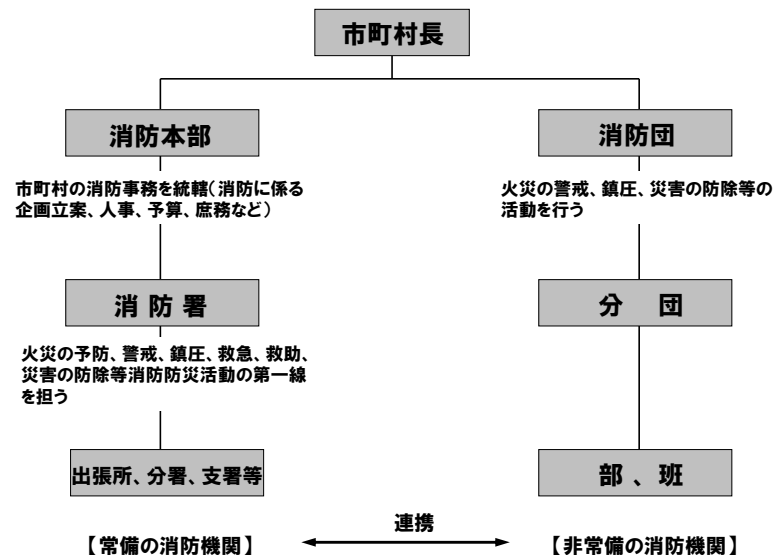 市町村長
消防本部
消防団
市町村の消防事務を統轄（消防に係る
企画立案、人事、予算、庶務など）
火災の警戒、鎮圧、災害の防除等の
活動を行う
消 防 署
分　団
火災の予防、警戒、鎮圧、救急、救助、
災害の防除等消防防災活動の第一線
を担う
出張所、分署、支署等
部 、班
連携
【常備の消防機関】
【非常備の消防機関】